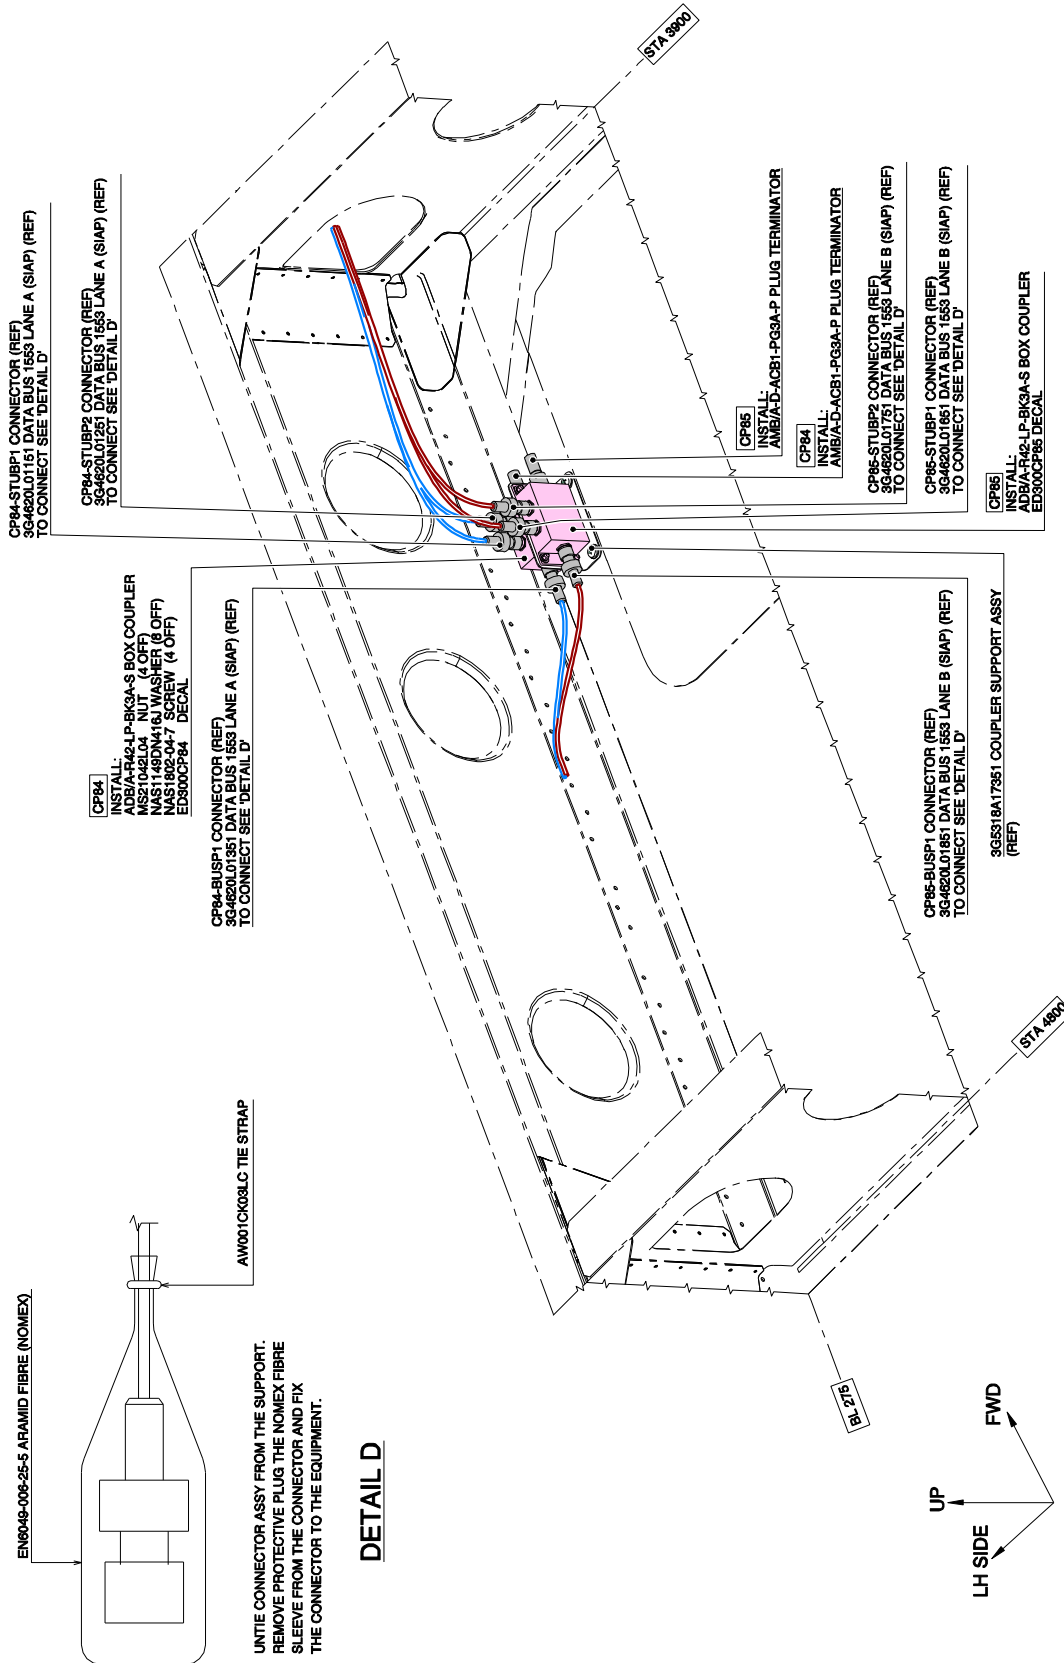 CP84-STUBP1 CONNECTOR (REF)
3G4620L01151 DATA BUS 1553 LANE A (SIAP) (REF)
TO CONNECT SEE 'DETAIL D'
CP84-STUBP2 CONNECTOR (REF)
3G4620L01251 DATA BUS 1553 LANE A (SIAP) (REF)
TO CONNECT SEE 'DETAIL D'
CP84
INSTALL:
ADB/A-R42-LP-BK3A-S BOX COUPLER
MS21042L04 NUT (4 OFF)
NAS1149DN416J WASHER (8 OFF)
NAS1802-04-7 SCREW (4 OFF)
ED300CP84 DECAL
CP84-BUSP1 CONNECTOR (REF)
3G4620L01351 DATA BUS 1553 LANE A (SIAP) (REF)
TO CONNECT SEE 'DETAIL D'
STA 3900
CP85
INSTALL:
AMB/A-D-ACB1-PG3A-P PLUG TERMINATOR
CP84
INSTALL:
AMB/A-D-ACB1-PG3A-P PLUG TERMINATOR
CP85-STUBP2 CONNECTOR (REF)
3G4620L01751 DATA BUS 1553 LANE B (SIAP) (REF)
TO CONNECT SEE 'DETAIL D'
CP85-STUBP1 CONNECTOR (REF)
3G4620L01651 DATA BUS 1553 LANE B (SIAP) (REF)
TO CONNECT SEE 'DETAIL D'
CP85
INSTALL:
ADB/A-R42-LP-BK3A-S BOX COUPLER
ED300CP85 DECAL
CP85-BUSP1 CONNECTOR (REF)
3G4620L01851 DATA BUS 1553 LANE B (SIAP) (REF)
TO CONNECT SEE 'DETAIL D'
3G5318A17351 COUPLER SUPPORT ASSY
(REF)
STA 4800
BL 275
EN6049-006-25-5 ARAMID FIBRE (NOMEX)
AW001CK03LC TIE STRAP
UNTIE CONNECTOR ASSY FROM THE SUPPORT.
REMOVE PROTECTIVE PLUG THE NOMEX FIBRE
SLEEVE FROM THE CONNECTOR AND FIX
THE CONNECTOR TO THE EQUIPMENT.
DETAIL D
UP
LH SIDE
FWD